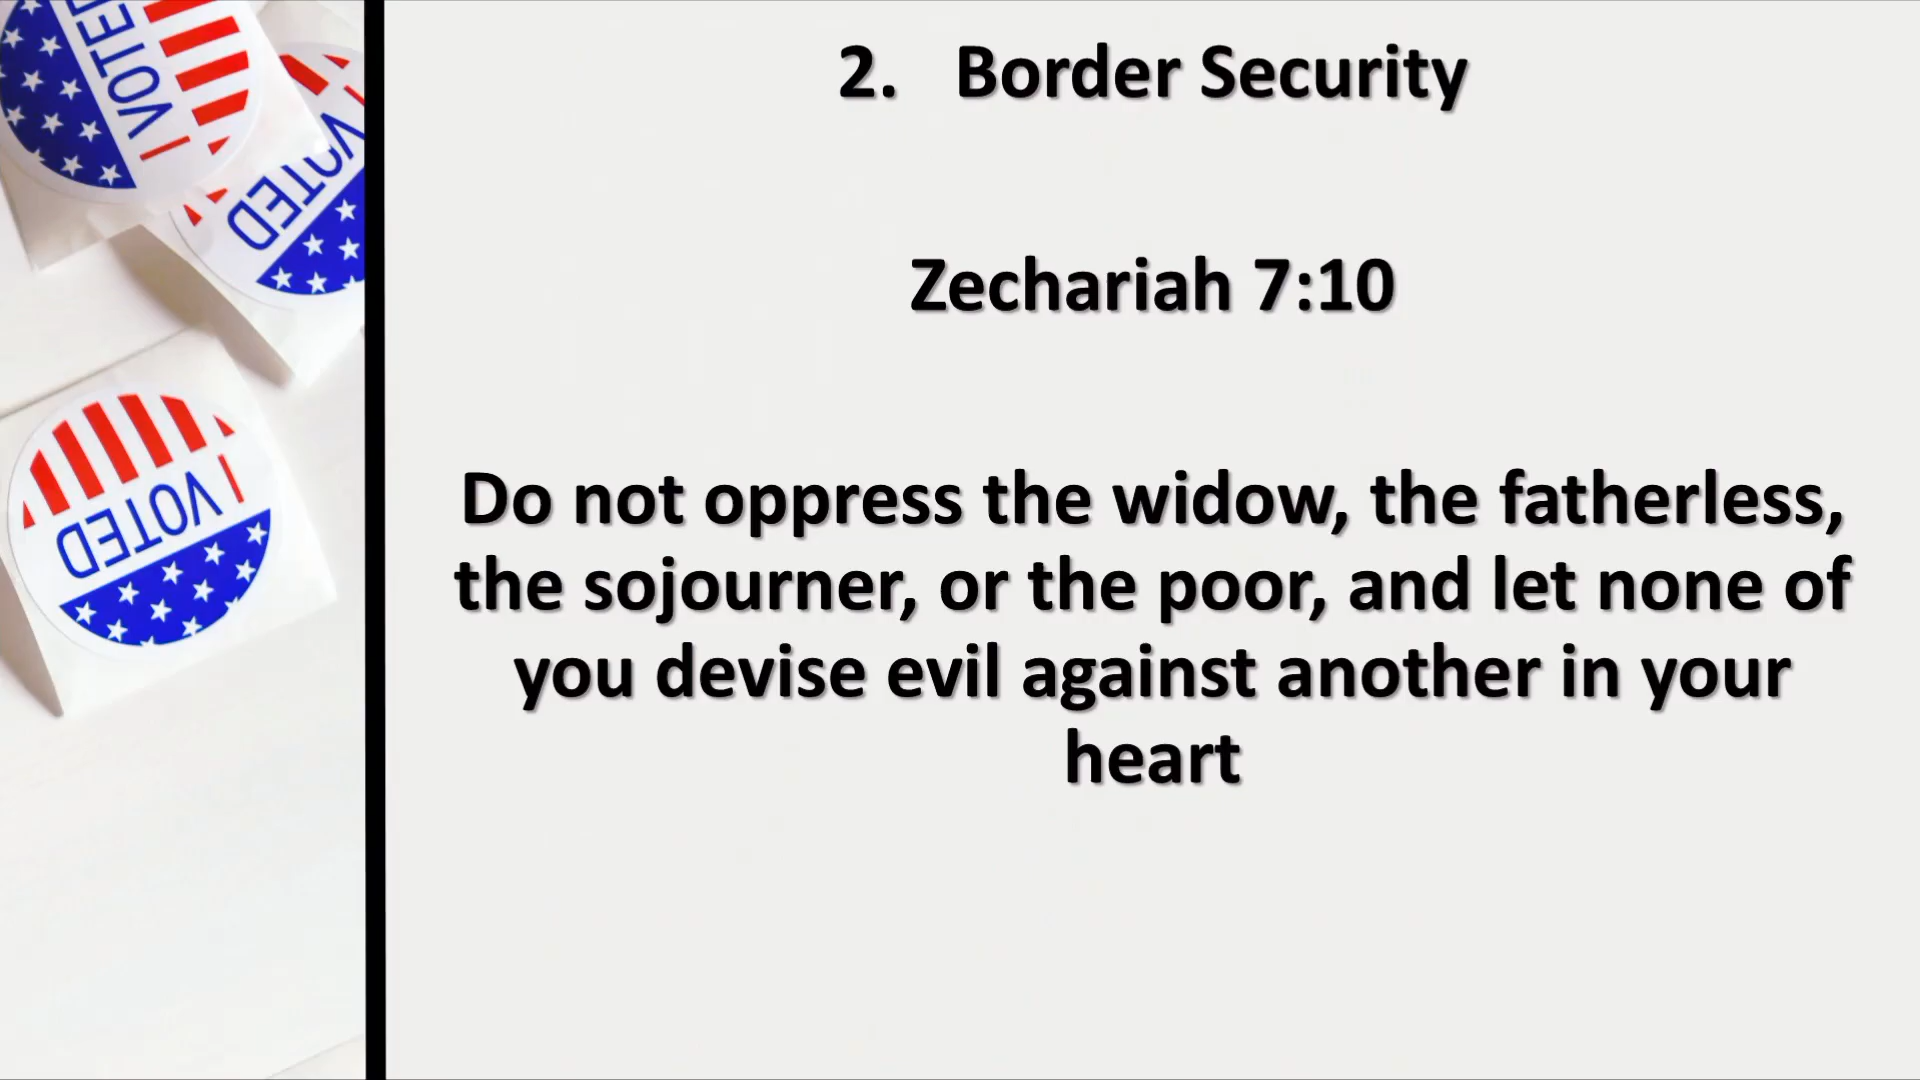 I VOTED
I VOTED
I VOTED
2. Border Security
Zechariah 7:10
Do not oppress the widow, the fatherless,
the sojourner, or the poor, and let none of
you devise evil against another in your
heart